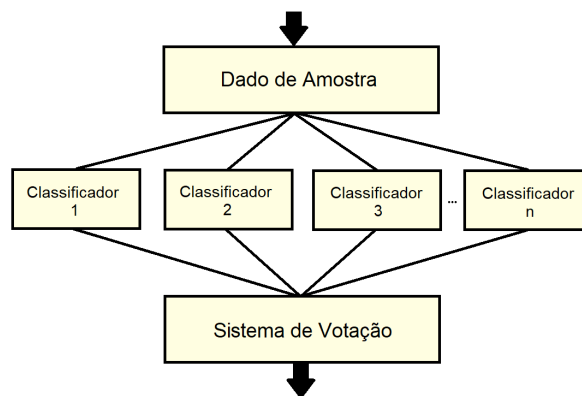 Dado de Amostra
Classificador
1
Classificador
2
Classificador
3
...
Classificador
n
Sistema de Votação